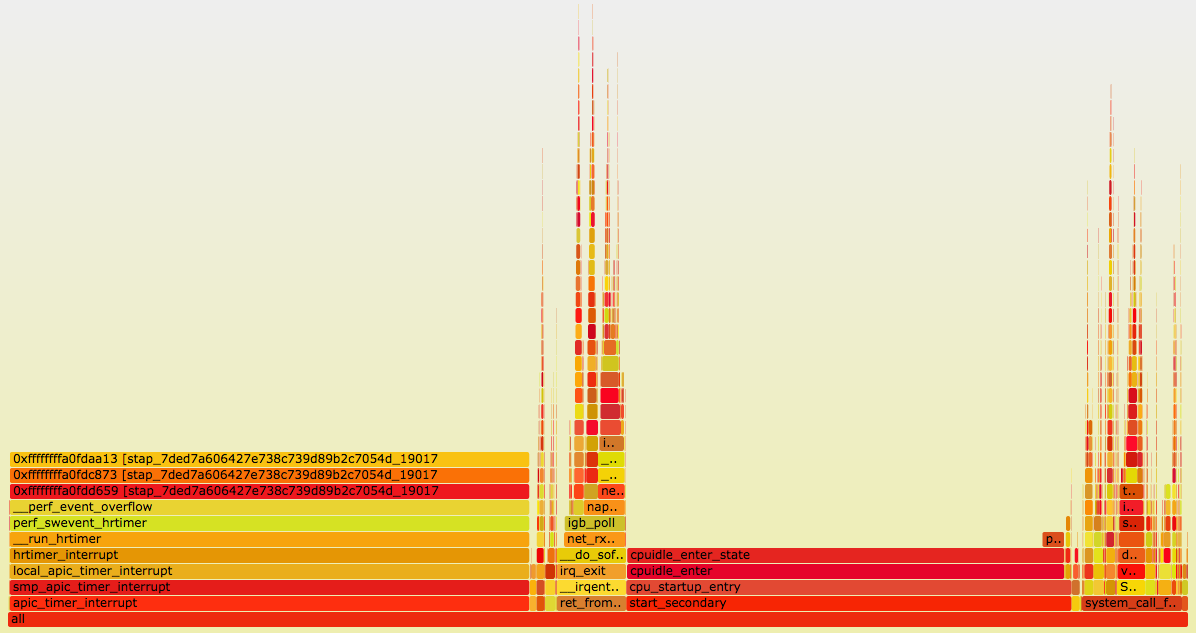 i..
0xffffffffa0fdaa13 [stap_7ded7a606427e738c739d89b2c7054d_19017 _..
0xffffffffa0fdc873 [stap_7ded7a606427e738c739d89b2c7054d_19017 _..
0xffffffffa0fdd659 [stap_7ded7a606427e738c739d89b2c7054d_19017 ne.. t..
__perf_event_overflow nap.. i..
perf_swevent_hrtimer igb_poll s..
__run_hrtimer net_rx.. p..
hrtimer_interrupt __do_sof.. cpuidle_enter_state d..
local_apic_timer_interrupt irq_exit cpuidle_enter v..
smp_apic_timer_interrupt __irqent.. cpu_startup_entry S..
apic_timer_interrupt ret_from.. start_secondary system_call_f..
all